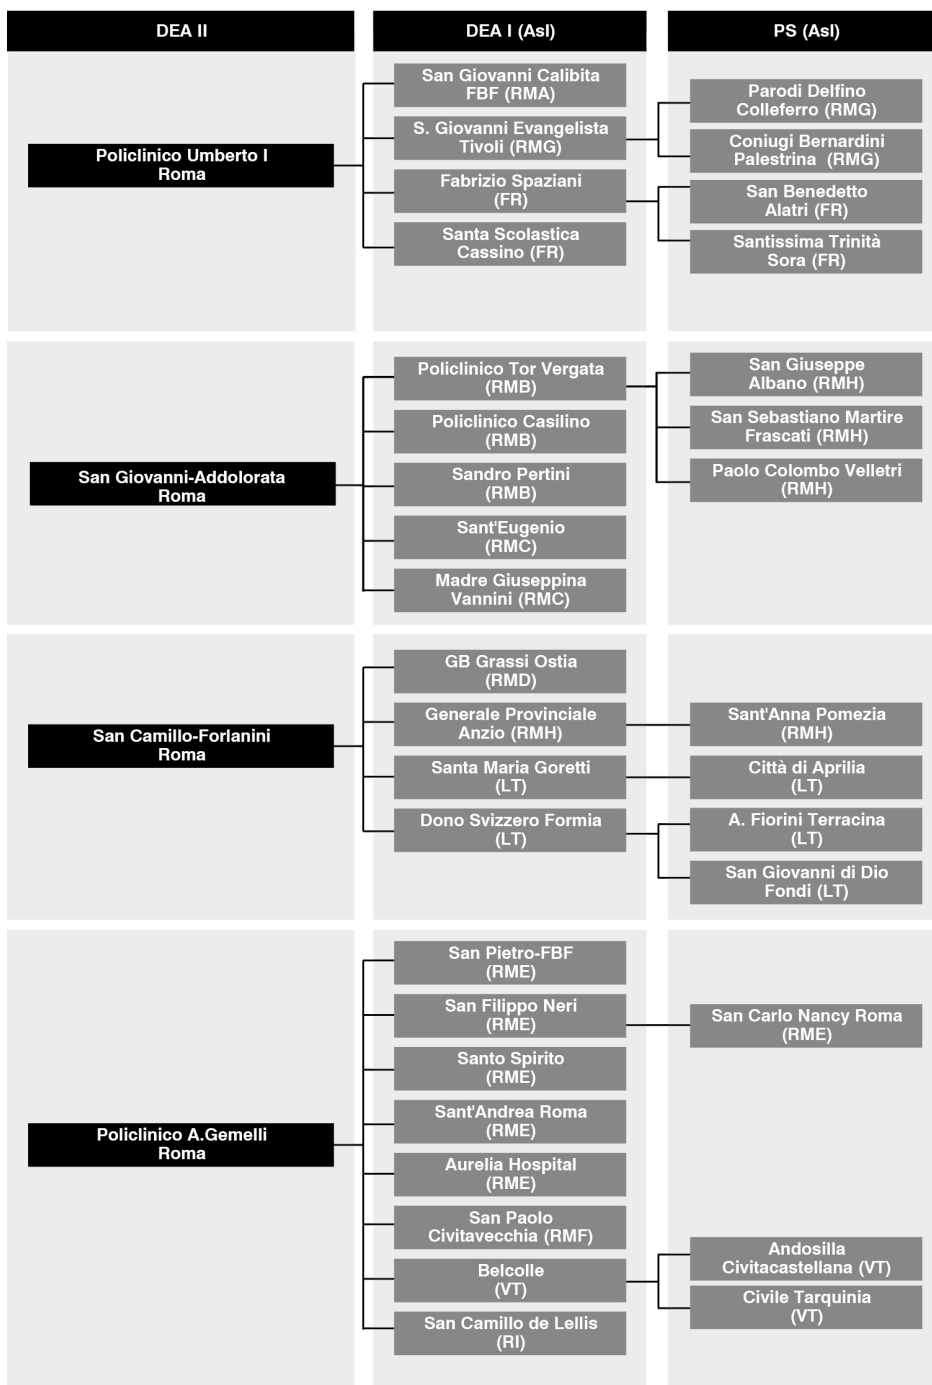 DEA II
DEA I (Asl)
PS (Asl)
Policlinico Umberto I
Roma
San Giovanni Calibita
FBF (RMA)
S. Giovanni Evangelista
Tivoli (RMG)
Fabrizio Spaziani
(FR)
Santa Scolastica
Cassino (FR)
Parodi Delfino
Colleferro (RMG)
Coniugi Bernardini
Palestrina (RMG)
San Benedetto
Alatri (FR)
Santissima Trinità
Sora (FR)
San Giovanni-Addolorata
Roma
Policlinico Tor Vergata
(RMB)
Policlinico Casilino
(RMB)
Sandro Pertini
(RMB)
Sant'Eugenio
(RMC)
Madre Giuseppina
Vannini (RMC)
San Giuseppe
Albano (RMH)
San Sebastiano Martire
Frascati (RMH)
Paolo Colombo Velletri
(RMH)
San Camillo-Forlanini
Roma
GB Grassi Ostia
(RMD)
Generale Provinciale
Anzio (RMH)
Santa Maria Goretti
(LT)
Dono Svizzero Formia
(LT)
Sant'Anna Pomezia
(RMH)
Città di Aprilia
(LT)
A. Fiorini Terracina
(LT)
San Giovanni di Dio
Fondi (LT)
Policlinico A.Gemelli
Roma
San Pietro-FBF
(RME)
San Filippo Neri
(RME)
Santo Spirito
(RME)
Sant'Andrea Roma
(RME)
Aurelia Hospital
(RME)
San Paolo
Civitavecchia (RMF)
Belcolle
(VT)
San Camillo de Lellis
(RI)
San Carlo Nancy Roma
(RME)
Andosilla
Civitacastellana (VT)
Civile Tarquinia
(VT)